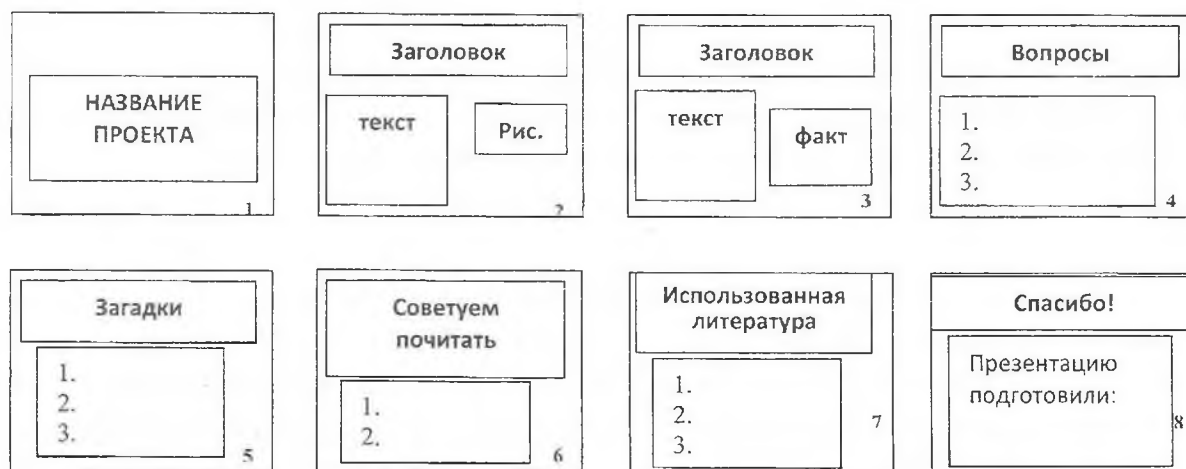 НАЗВАНИЕ
ПРОЕКТА
1
Заголовок
текст
Рис.
2
Заголовок
текст
факт
3
Вопросы
1.
2.
3.
4
Загадки
1.
2.
3.
5
Советуем
почитать
1.
2.
6
Использованная
литература
1.
2.
3.
7
Спасибо!
Презентацию
подготовили:
8